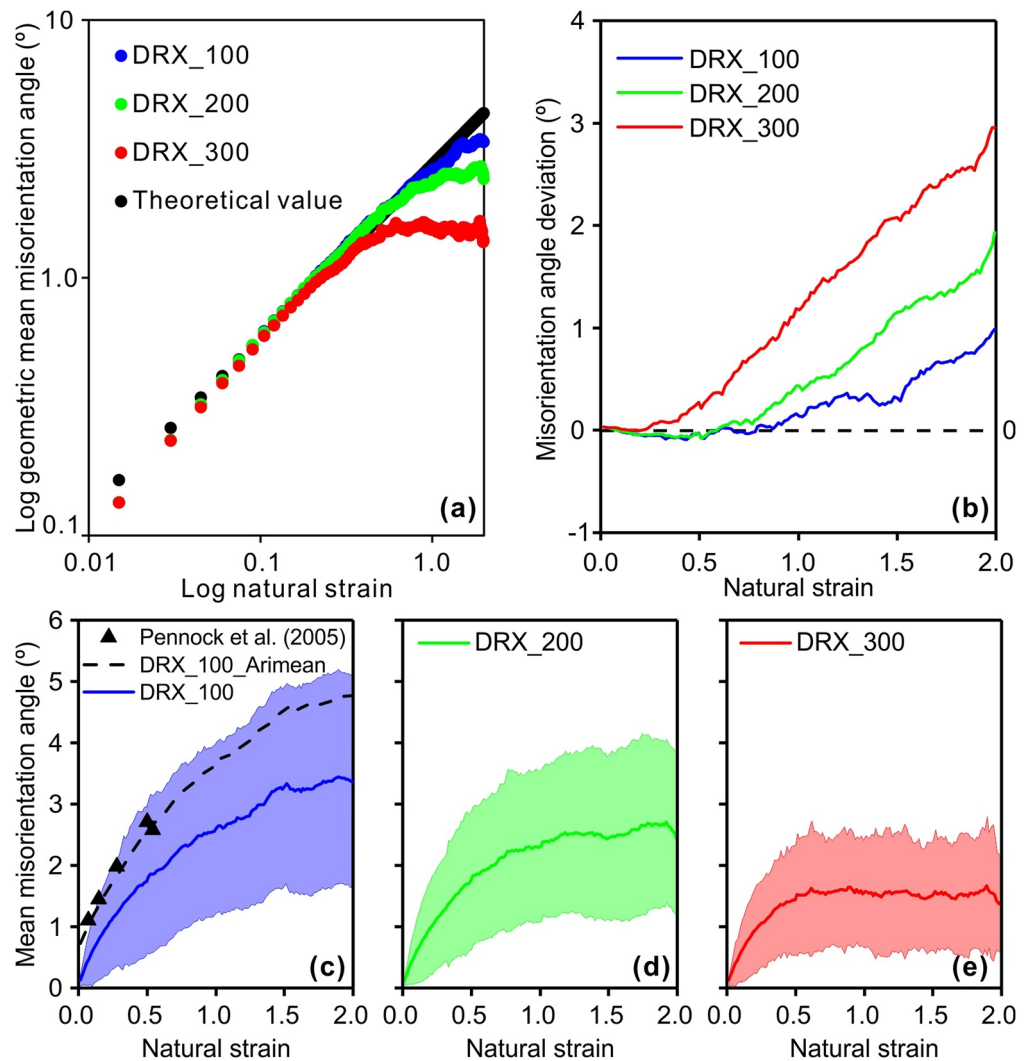 Log geometric mean misorientation angle (º)
10
1.0
0.1
DRX_100
DRX_200
DRX_300
Theoretical value
(a)
0.01
0.1
1.0
Log natural strain
Misorientation angle deviation (º)
4
3
2
1
0
-1
DRX_100
DRX_200
DRX_300
0
(b)
0.0
0.5
1.0
1.5
2.0
Natural strain
Mean misorientation angle (º)
6
5
4
3
2
1
0
Pennock et al. (2005)
DRX_100_Arimean
DRX_100
(c)
0.0
0.5
1.0
1.5
2.0
Natural strain
DRX_200
(d)
0.0
0.5
1.0
1.5
2.0
Natural strain
DRX_300
(e)
0.0
0.5
1.0
1.5
2.0
Natural strain